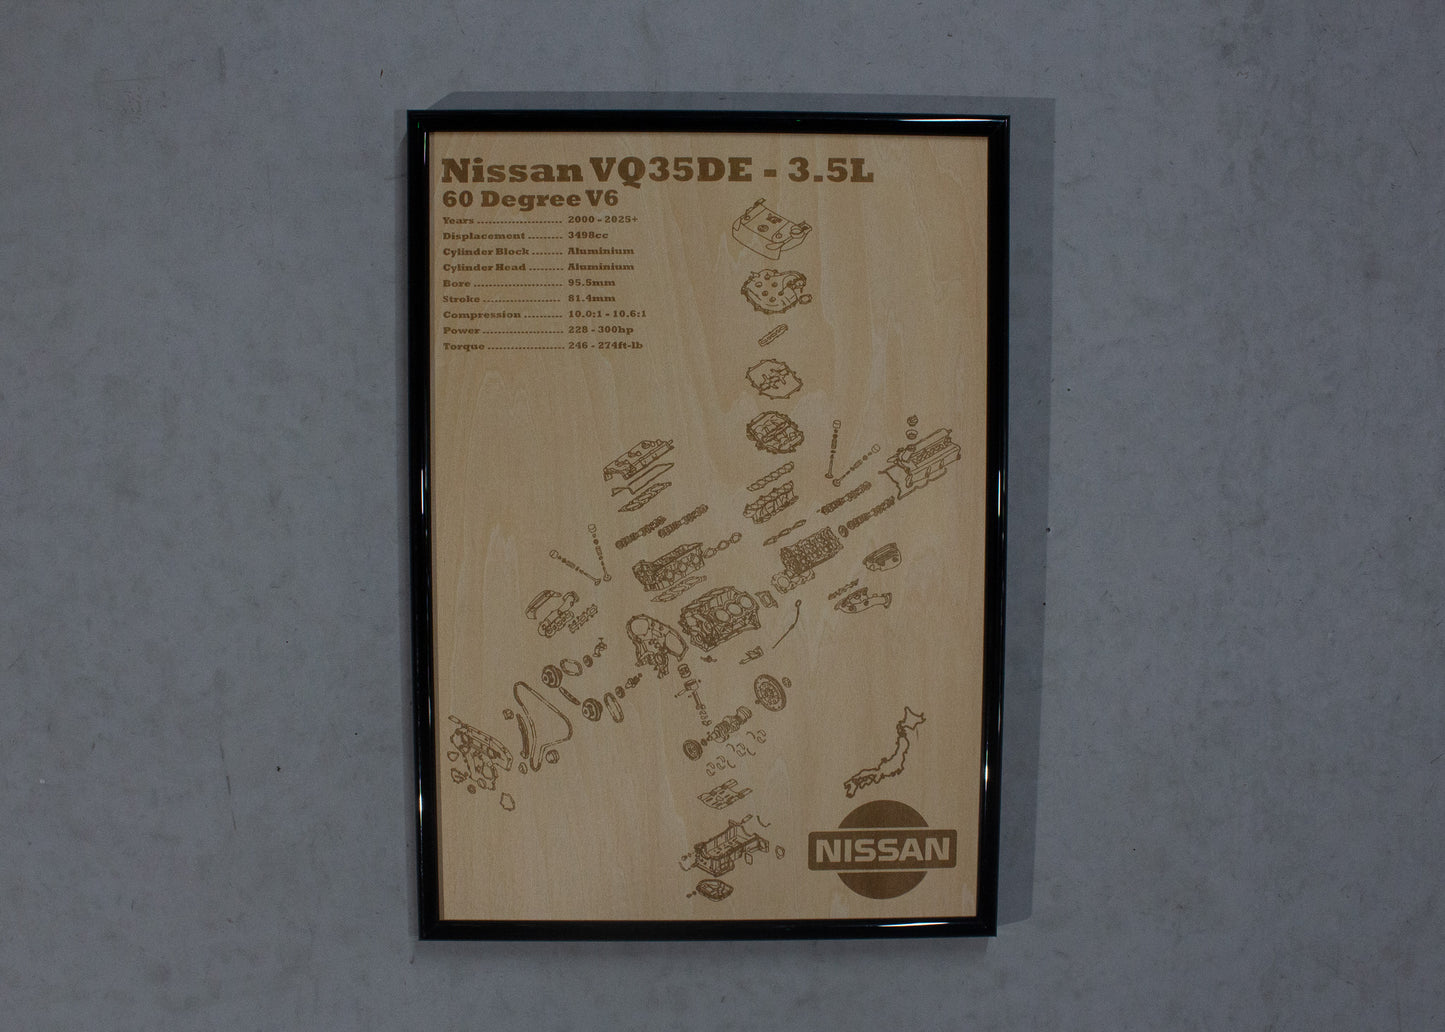 Nissan VQ35DE - 3.5L
60 Degree V6
Years ........................ 2000 - 2025+
Displacement ......... 3498cc
Cylinder Block ........ Aluminium
Cylinder Head ......... Aluminium
Bore .......................... 95.5mm
Stroke ....................... 81.4mm
Compression .......... 10.0:1 - 10.6:1
Power ........................ 228 - 300hp
Torque ....................... 246 - 274ft-lb
NISSAN